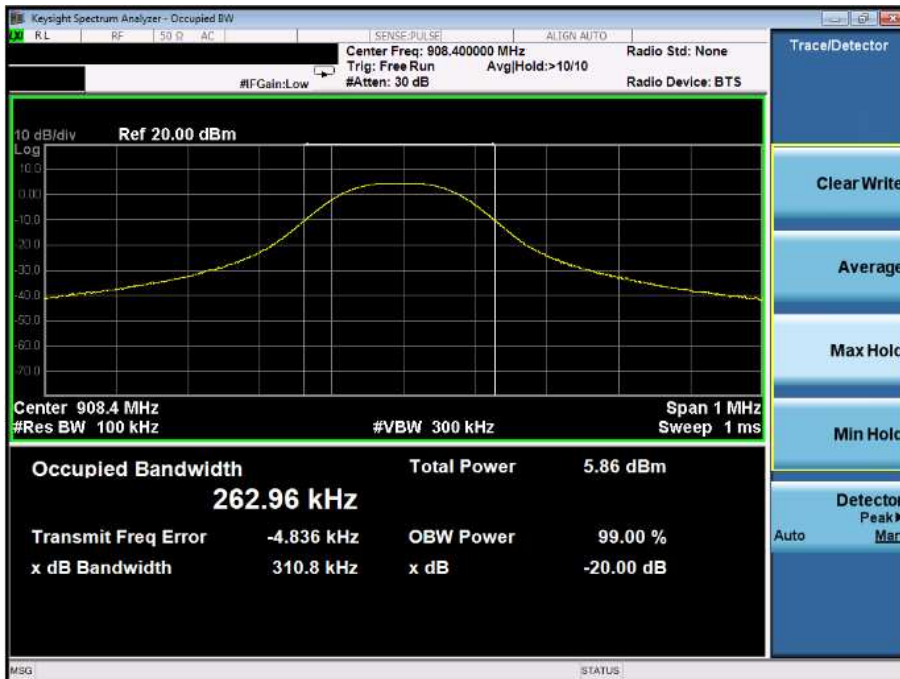 Keysight Spectrum Analyzer - Occupied BW
LXI RL RF 50 Ω AC SENSE:PULSE ALIGN AUTO
Center Freq: 908.400000 MHz Radio Std: None
Trig: Free Run Avg|Hold:>10/10
#IFGain:Low #Atten: 30 dB Radio Device: BTS
10 dB/div Ref 20.00 dBm
Log
10.0
0.00
-10.0
-20.0
-30.0
-40.0
-50.0
-60.0
-70.0
Center 908.4 MHz Span 1 MHz
#Res BW 100 kHz #VBW 300 kHz Sweep 1 ms
Occupied Bandwidth Total Power 5.86 dBm
262.96 kHz
Transmit Freq Error -4.836 kHz OBW Power 99.00 %
x dB Bandwidth 310.8 kHz x dB -20.00 dB
MSG STATUS
Trace/Detector
Clear Write
Average
Max Hold
Min Hold
Detector
Peak
Auto Man